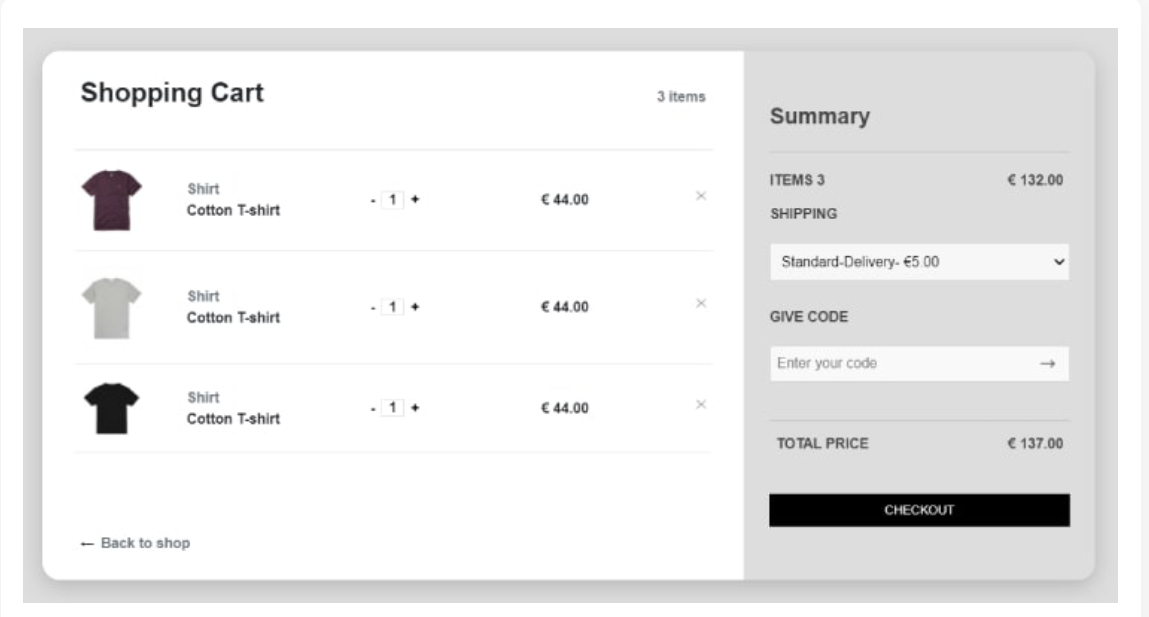 Shopping Cart
3 items
Shirt
Cotton T-shirt
- 1 +
€ 44.00
×
Shirt
Cotton T-shirt
- 1 +
€ 44.00
×
Shirt
Cotton T-shirt
- 1 +
€ 44.00
×
← Back to shop
Summary
ITEMS 3 € 132.00
SHIPPING
Standard-Delivery- €5.00
GIVE CODE
Enter your code →
TOTAL PRICE € 137.00
CHECKOUT